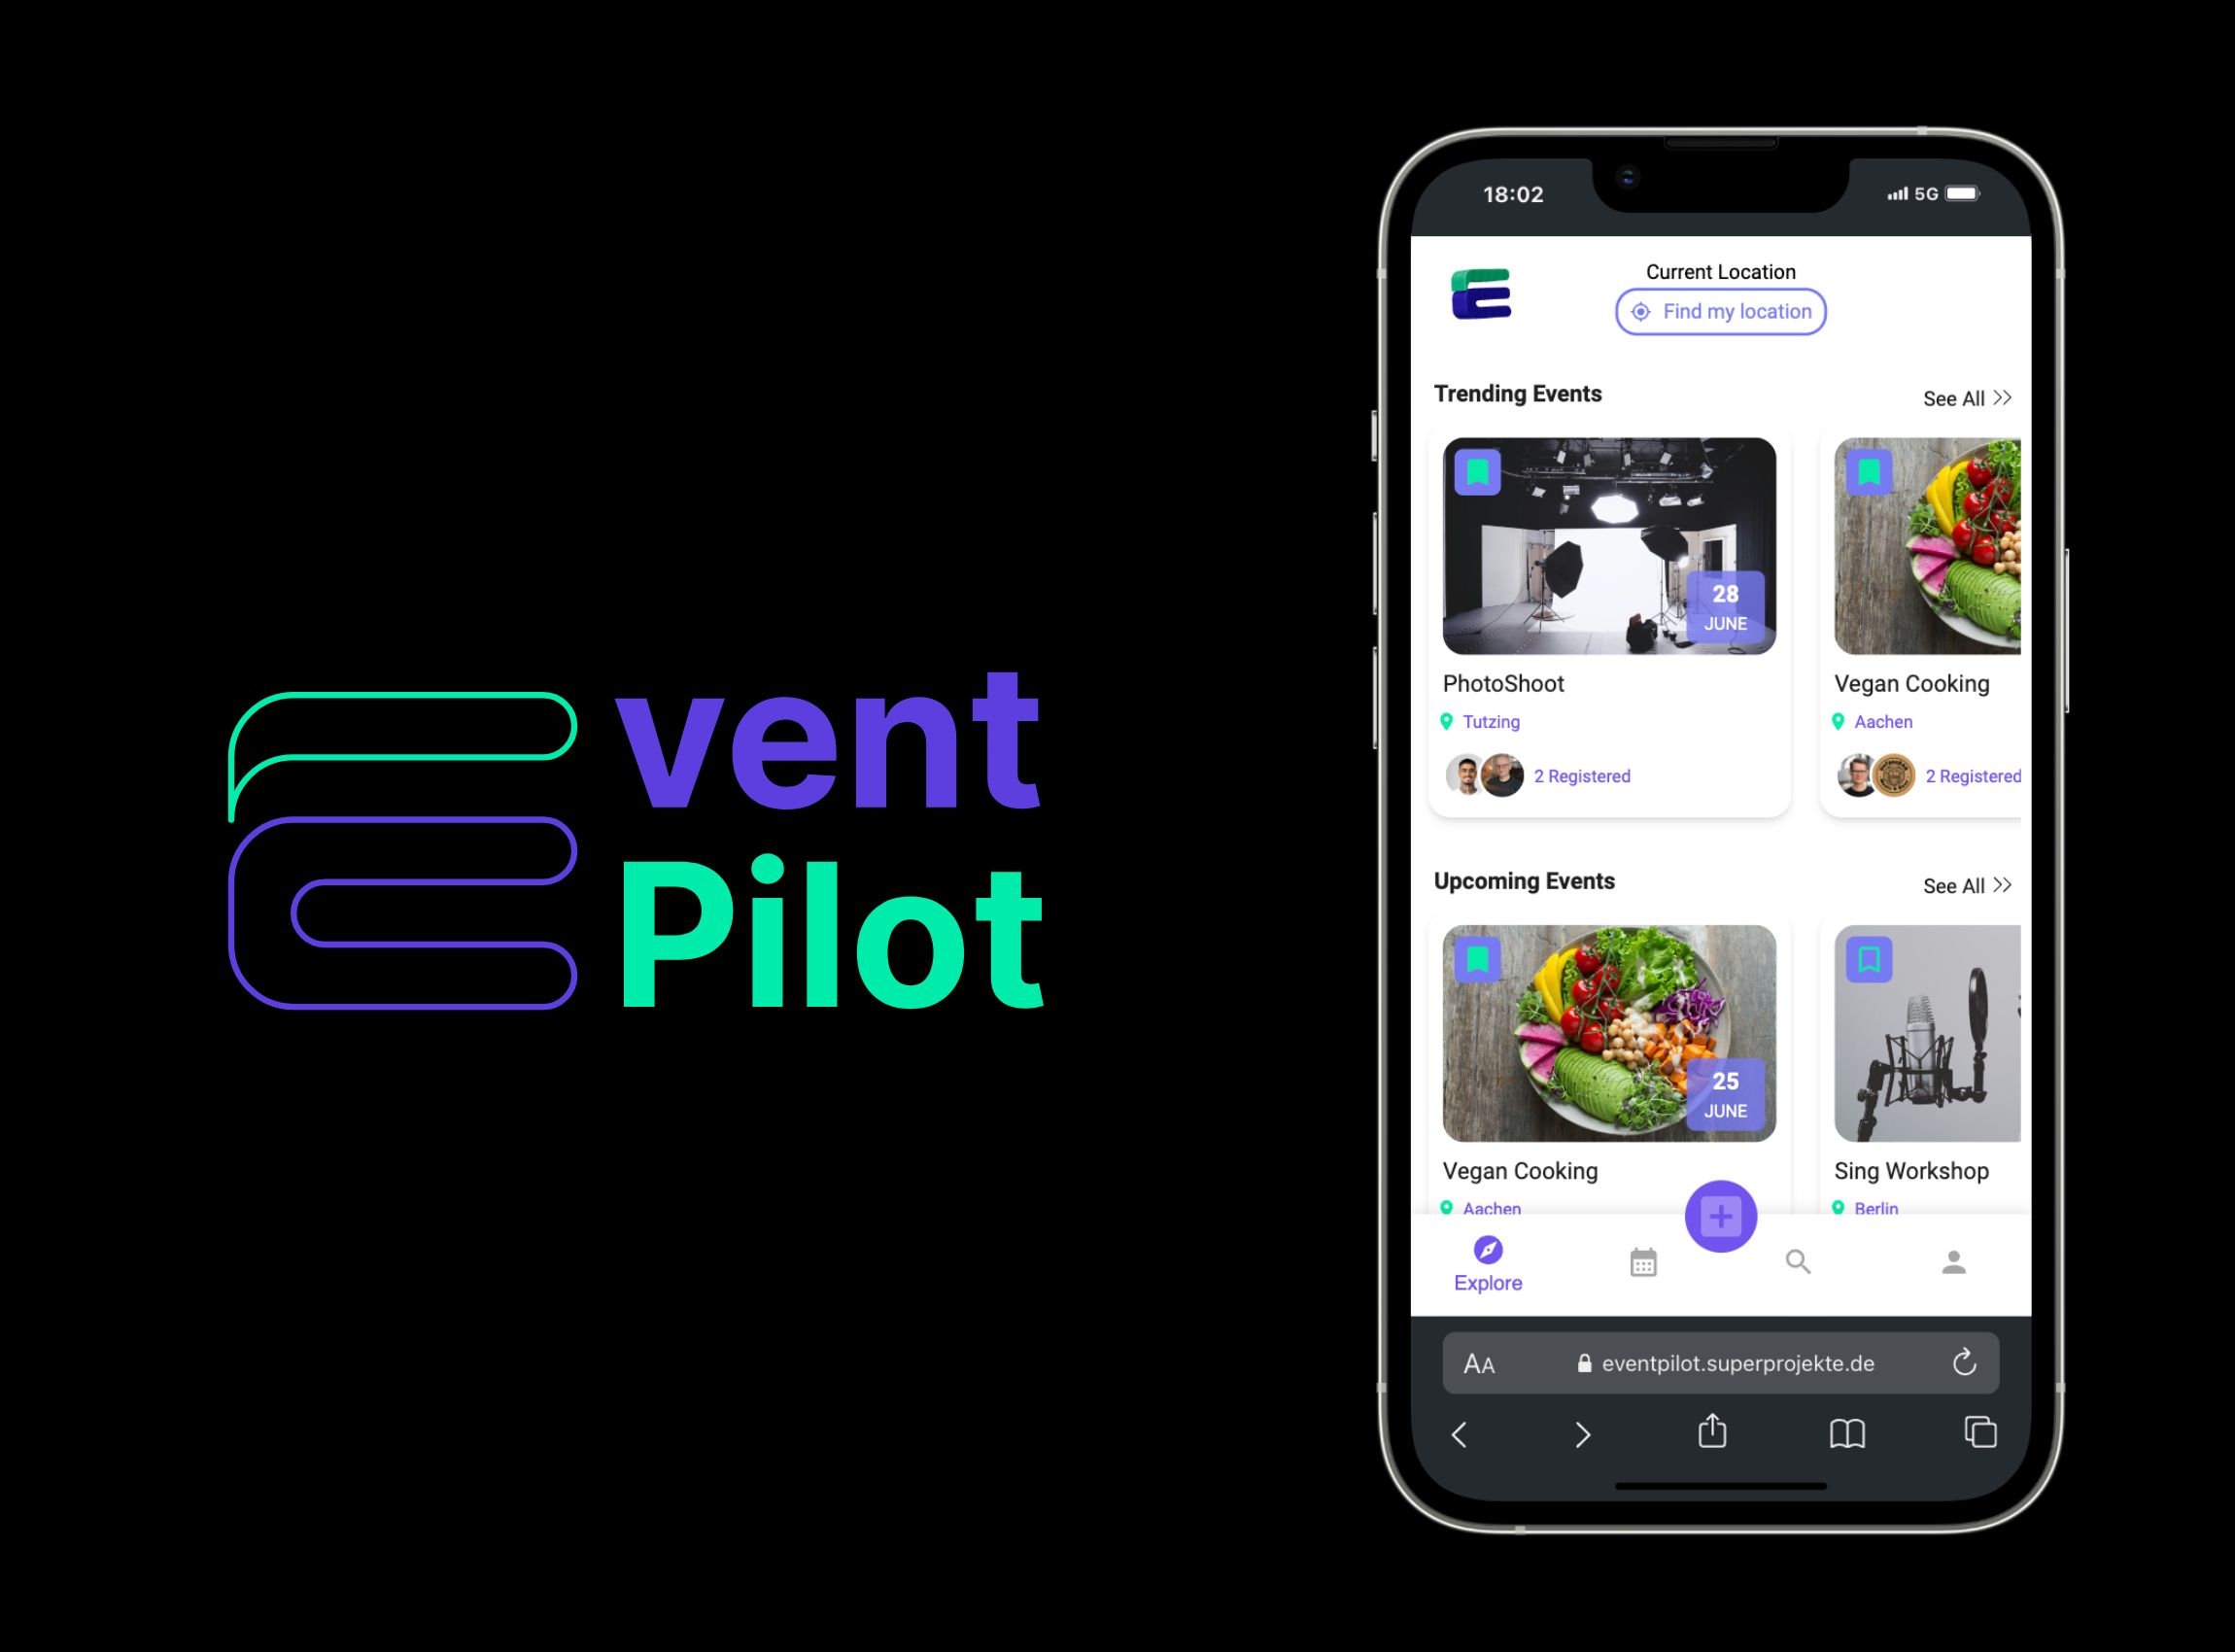 Event
Pilot
18:02
5G
Current Location
Find my location
Trending Events
See All
28
JUNE
PhotoShoot
Tutzing
2 Registered
Vegan Cooking
Aachen
2 Registered
Upcoming Events
See All
25
JUNE
Vegan Cooking
Aachen
Sing Workshop
Berlin
Explore
AA
eventpilot.superprojekte.de